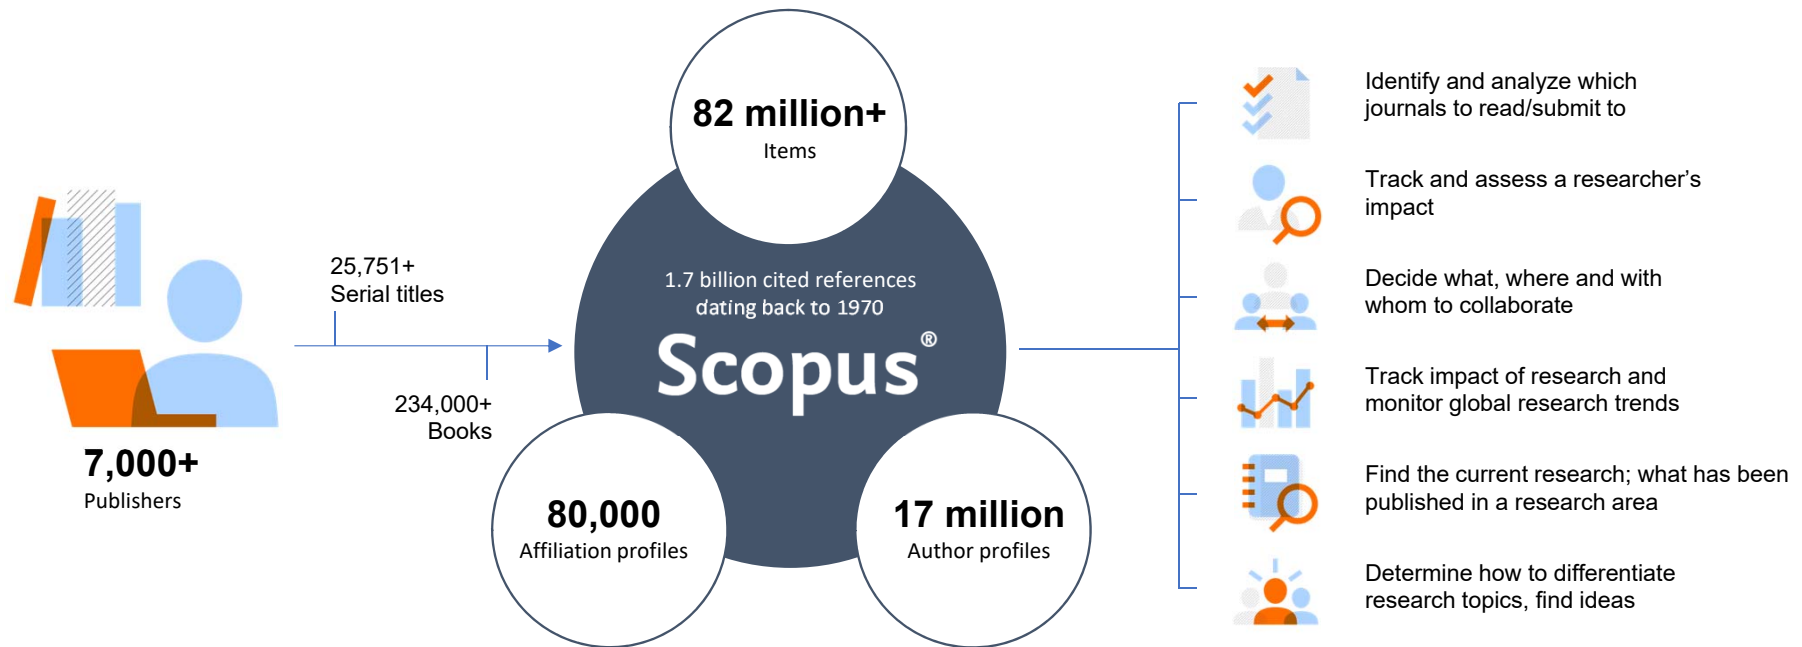 7,000+
Publishers
25,751+
Serial titles
234,000+
Books
82 million+
Items
1.7 billion cited references
dating back to 1970
Scopus®
80,000
Affiliation profiles
17 million
Author profiles
Identify and analyze which
journals to read/submit to
Track and assess a researcher’s
impact
Decide what, where and with
whom to collaborate
Track impact of research and
monitor global research trends
Find the current research; what has been
published in a research area
Determine how to differentiate
research topics, find ideas